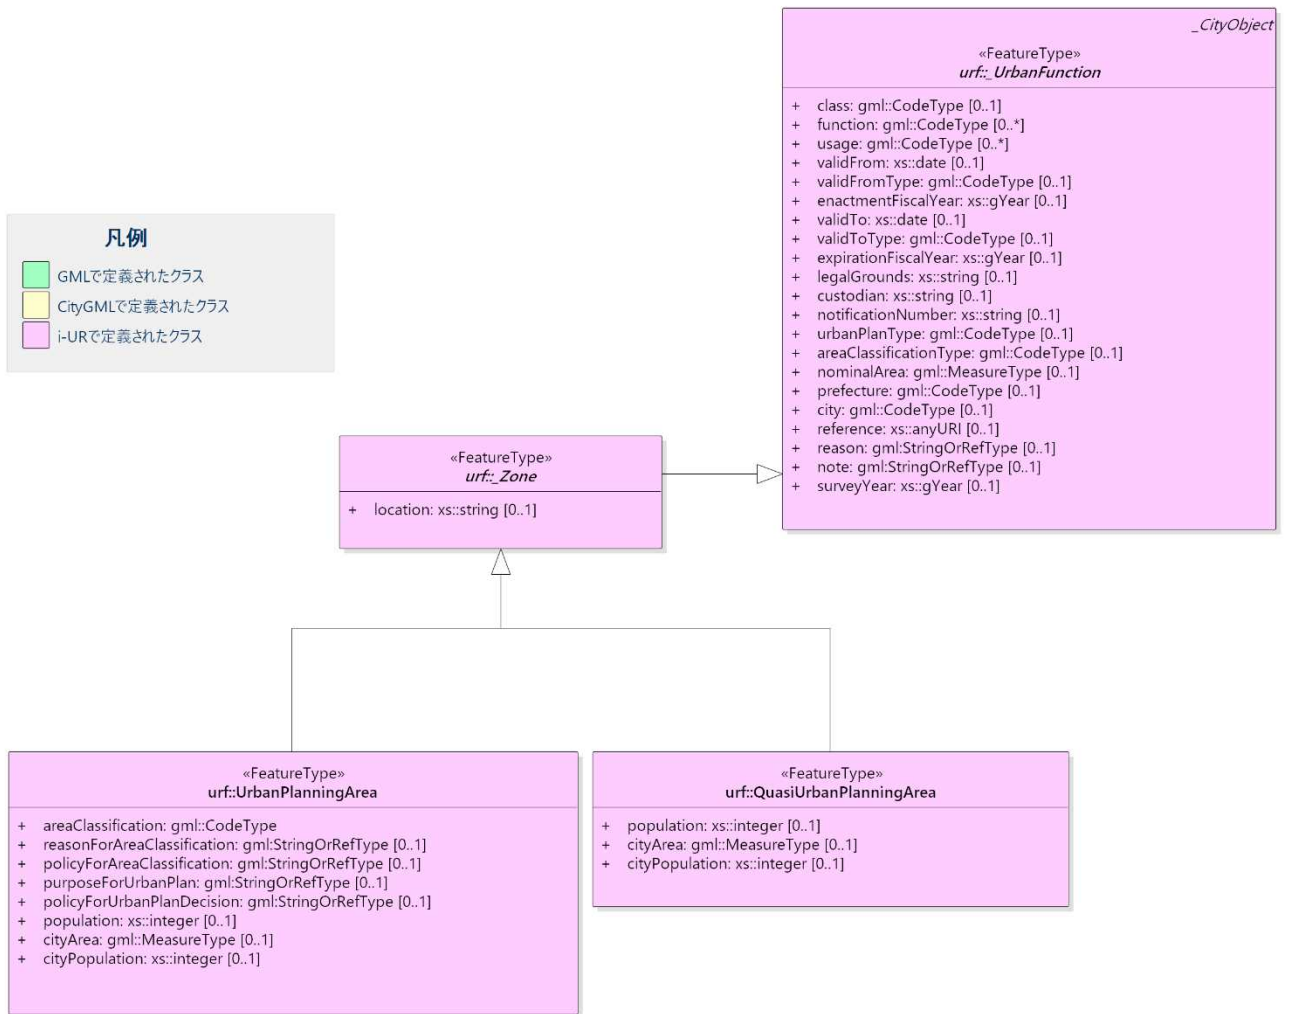 _CityObject
«FeatureType»
urf::_UrbanFunction
+ class: gml::CodeType [0..1]
+ function: gml::CodeType [0..*]
+ usage: gml::CodeType [0..*]
+ validFrom: xs::date [0..1]
+ validFromType: gml::CodeType [0..1]
+ enactmentFiscalYear: xs::gYear [0..1]
+ validTo: xs::date [0..1]
+ validToType: gml::CodeType [0..1]
+ expirationFiscalYear: xs::gYear [0..1]
+ legalGrounds: xs::string [0..1]
+ custodian: xs::string [0..1]
+ notificationNumber: xs::string [0..1]
+ urbanPlanType: gml::CodeType [0..1]
+ areaClassificationType: gml::CodeType [0..1]
+ nominalArea: gml::MeasureType [0..1]
+ prefecture: gml::CodeType [0..1]
+ city: gml::CodeType [0..1]
+ reference: xs::anyURI [0..1]
+ reason: gml:StringOrRefType [0..1]
+ note: gml:StringOrRefType [0..1]
+ surveyYear: xs::gYear [0..1]
凡例
GMLで定義されたクラス
CityGMLで定義されたクラス
i-URで定義されたクラス
«FeatureType»
urf::_Zone
+ location: xs::string [0..1]
«FeatureType»
urf::UrbanPlanningArea
+ areaClassification: gml::CodeType
+ reasonForAreaClassification: gml:StringOrRefType [0..1]
+ policyForAreaClassification: gml:StringOrRefType [0..1]
+ purposeForUrbanPlan: gml:StringOrRefType [0..1]
+ policyForUrbanPlanDecision: gml:StringOrRefType [0..1]
+ population: xs::integer [0..1]
+ cityArea: gml::MeasureType [0..1]
+ cityPopulation: xs::integer [0..1]
«FeatureType»
urf::QuasiUrbanPlanningArea
+ population: xs::integer [0..1]
+ cityArea: gml::MeasureType [0..1]
+ cityPopulation: xs::integer [0..1]